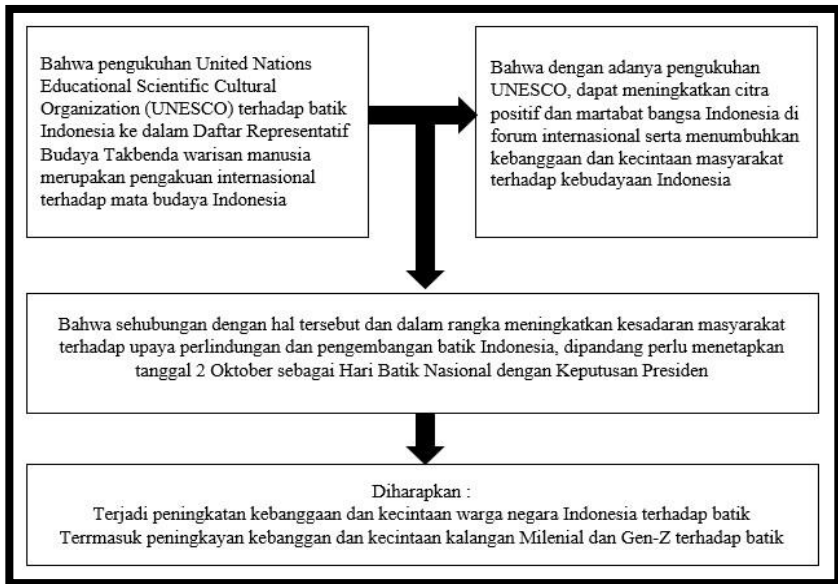 Bahwa pengukuhan United Nations
Educational Scientific Cultural
Organization (UNESCO) terhadap batik
Indonesia ke dalam Daftar Representatif
Budaya Takbenda warisan manusia
merupakan pengakuan internasional
terhadap mata budaya Indonesia
Bahwa dengan adanya pengukuhan
UNESCO, dapat meningkatkan citra
positif dan martabat bangsa Indonesia di
forum internasional serta menumbuhkan
kebanggaan dan kecintaan masyarakat
terhadap kebudayaan Indonesia
Bahwa sehubungan dengan hal tersebut dan dalam rangka meningkatkan kesadaran masyarakat
terhadap upaya perlindungan dan pengembangan batik Indonesia, dipandang perlu menetapkan
tanggal 2 Oktober sebagai Hari Batik Nasional dengan Keputusan Presiden
Diharapkan :
Terjadi peningkatan kebanggaan dan kecintaan warga negara Indonesia terhadap batik
Terrmasuk peningkayan kebanggan dan kecintaan kalangan Milenial dan Gen-Z terhadap batik